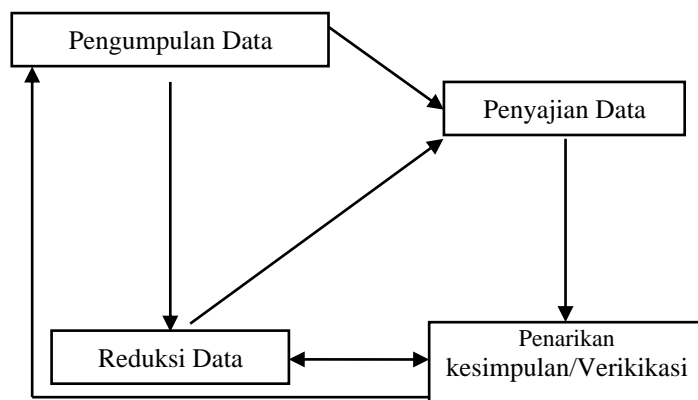 Pengumpulan Data
Penyajian Data
Reduksi Data
Penarikan
kesimpulan/Verikikasi